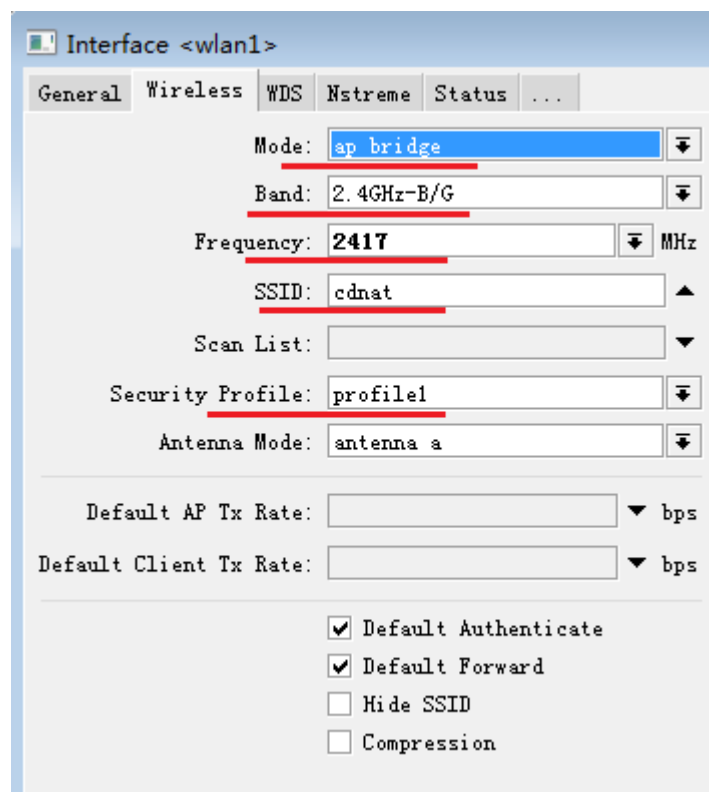 Interface <wlan1>
General Wireless WDS Nstreme Status ...
Mode: ap bridge
Band: 2.4GHz-B/G
Frequency: 2417 MHz
SSID: cdnat
Scan List:
Security Profile: profile1
Antenna Mode: antenna a
Default AP Tx Rate: bps
Default Client Tx Rate: bps
Default Authenticate
Default Forward
Hide SSID
Compression